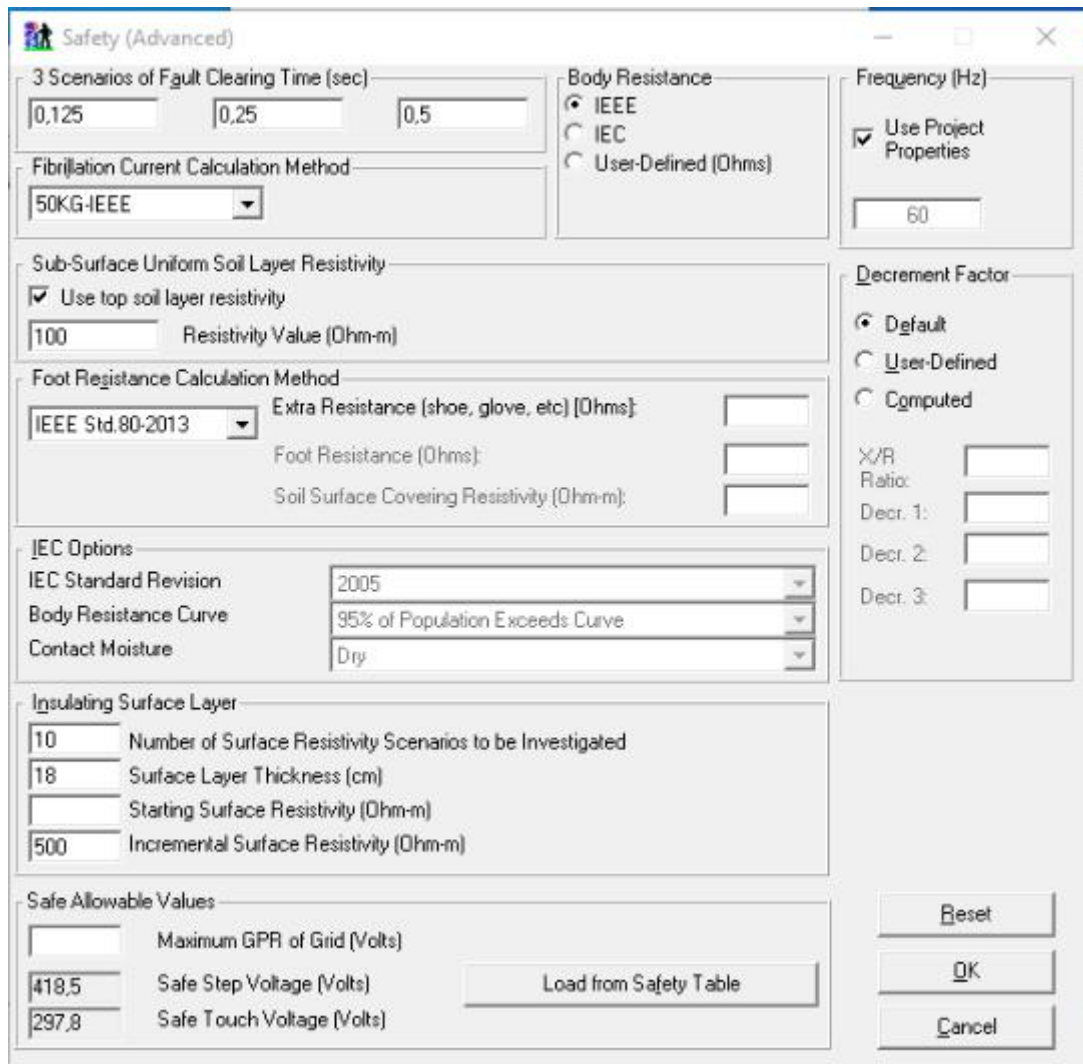 Safety (Advanced)
3 Scenarios of Fault Clearing Time (sec)
0,125 0,25 0,5
Fibrillation Current Calculation Method
50KG-IEEE
Body Resistance
IEEE
IEC
User-Defined (Ohms)
Frequency (Hz)
Use Project
Properties
60
Sub-Surface Uniform Soil Layer Resistivity
Use top soil layer resistivity
100 Resistivity Value (Ohm-m)
Decrement Factor
Default
User-Defined
Computed
X/R
Ratio:
Decr. 1:
Decr. 2:
Decr. 3:
Foot Resistance Calculation Method
IEEE Std.80-2013
Extra Resistance (shoe, glove, etc) [Ohms]:
Foot Resistance (Ohms):
Soil Surface Covering Resistivity (Ohm-m):
IEC Options
IEC Standard Revision 2005
Body Resistance Curve 95% of Population Exceeds Curve
Contact Moisture Dry
Insulating Surface Layer
10 Number of Surface Resistivity Scenarios to be Investigated
18 Surface Layer Thickness (cm)
Starting Surface Resistivity (Ohm-m)
500 Incremental Surface Resistivity (Ohm-m)
Safe Allowable Values
Maximum GPR of Grid (Volts)
418,5 Safe Step Voltage (Volts)
297,8 Safe Touch Voltage (Volts)
Load from Safety Table
Reset
OK
Cancel